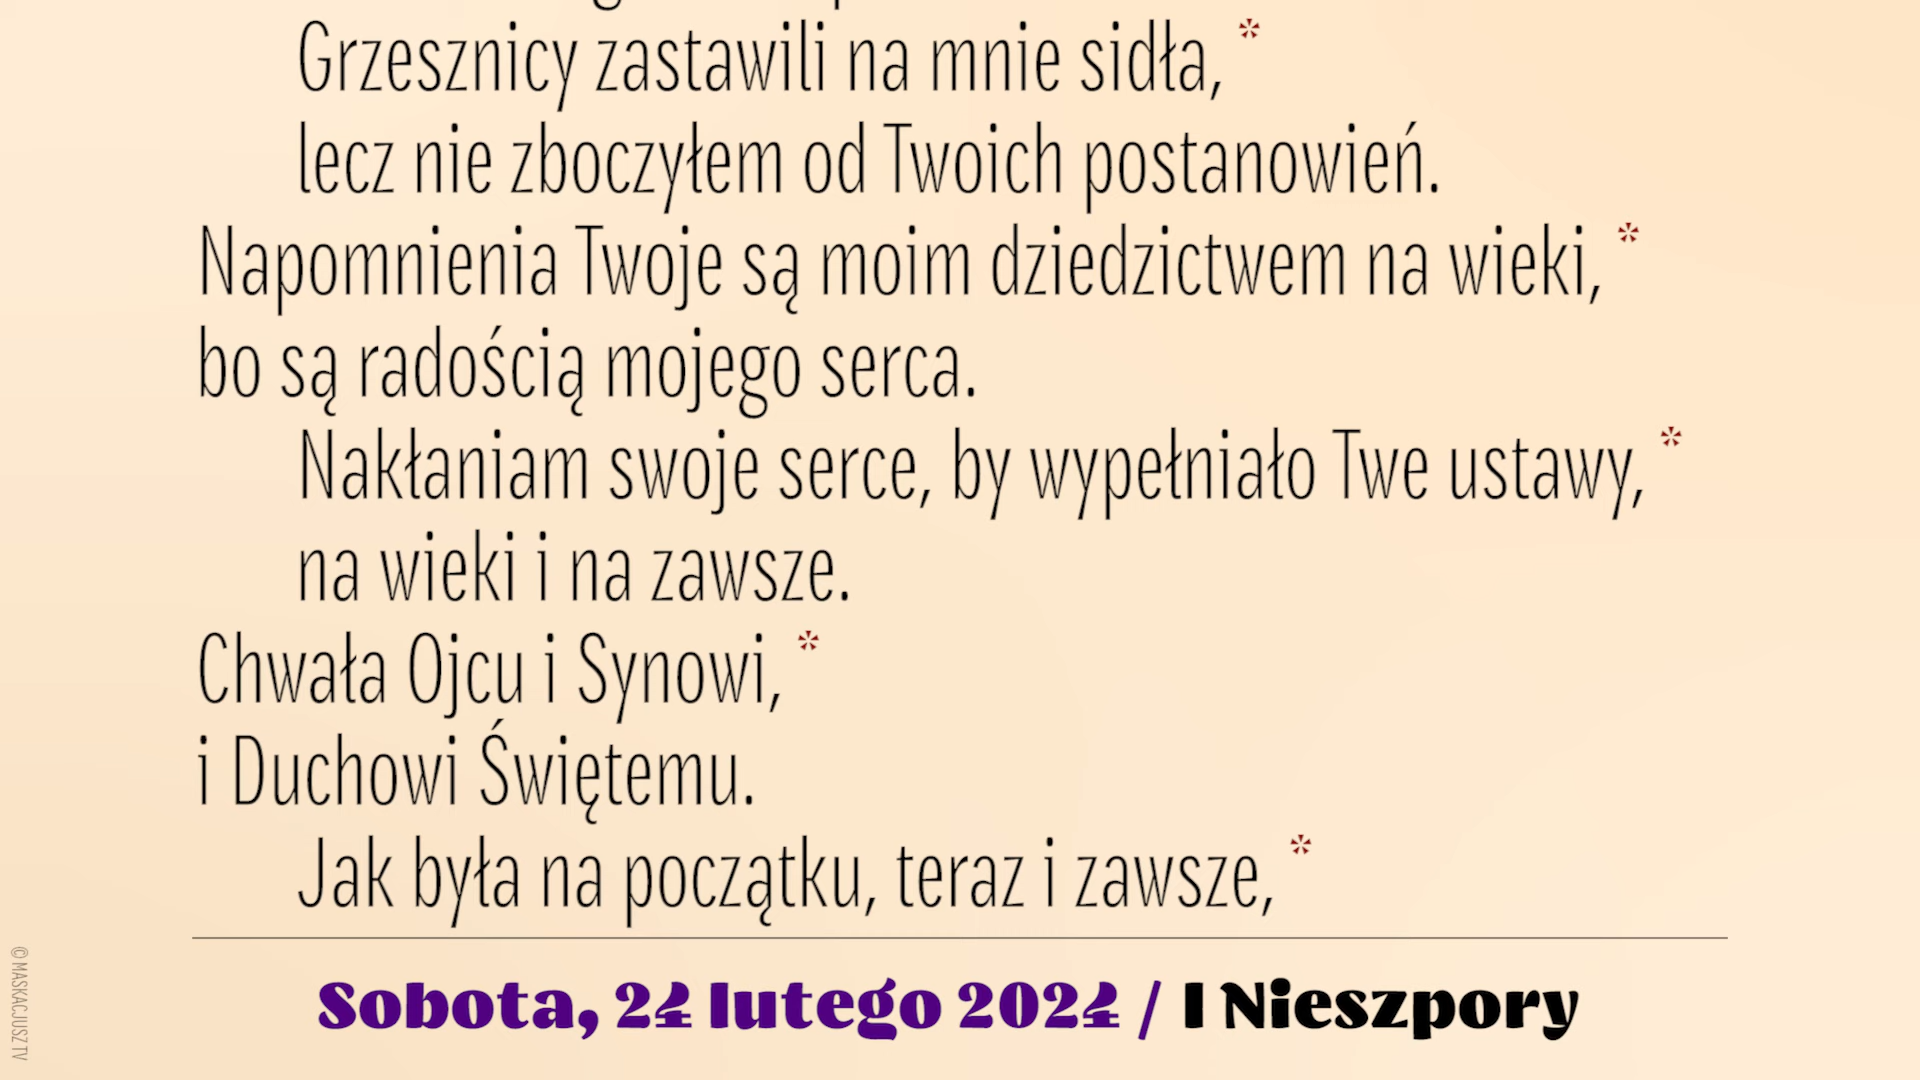 Grzesznicy zastawili na mnie sidła, *
lecz nie zboczyłem od Twoich postanowień.
Napomnienia Twoje są moim dziedzictwem na wieki, *
bo są radością mojego serca.
Nakłaniam swoje serce, by wypełniało Twe ustawy, *
na wieki i na zawsze.
Chwała Ojcu i Synowi, *
i Duchowi Świętemu.
Jak była na początku, teraz i zawsze, *
Sobota, 24 lutego 2024 / I Nieszpory
© MASKACJUSZ TV